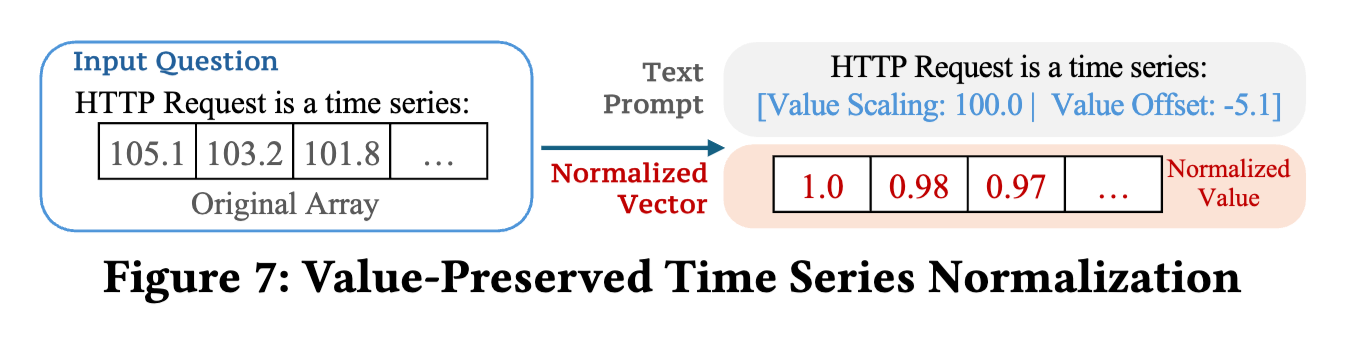 Input Question
HTTP Request is a time series:
105.1 103.2 101.8 ...
Original Array
Text
Prompt
Normalized
Vector
HTTP Request is a time series:
[Value Scaling: 100.0 | Value Offset: -5.1]
1.0 0.98 0.97 ...
Normalized
Value
Figure 7: Value-Preserved Time Series Normalization